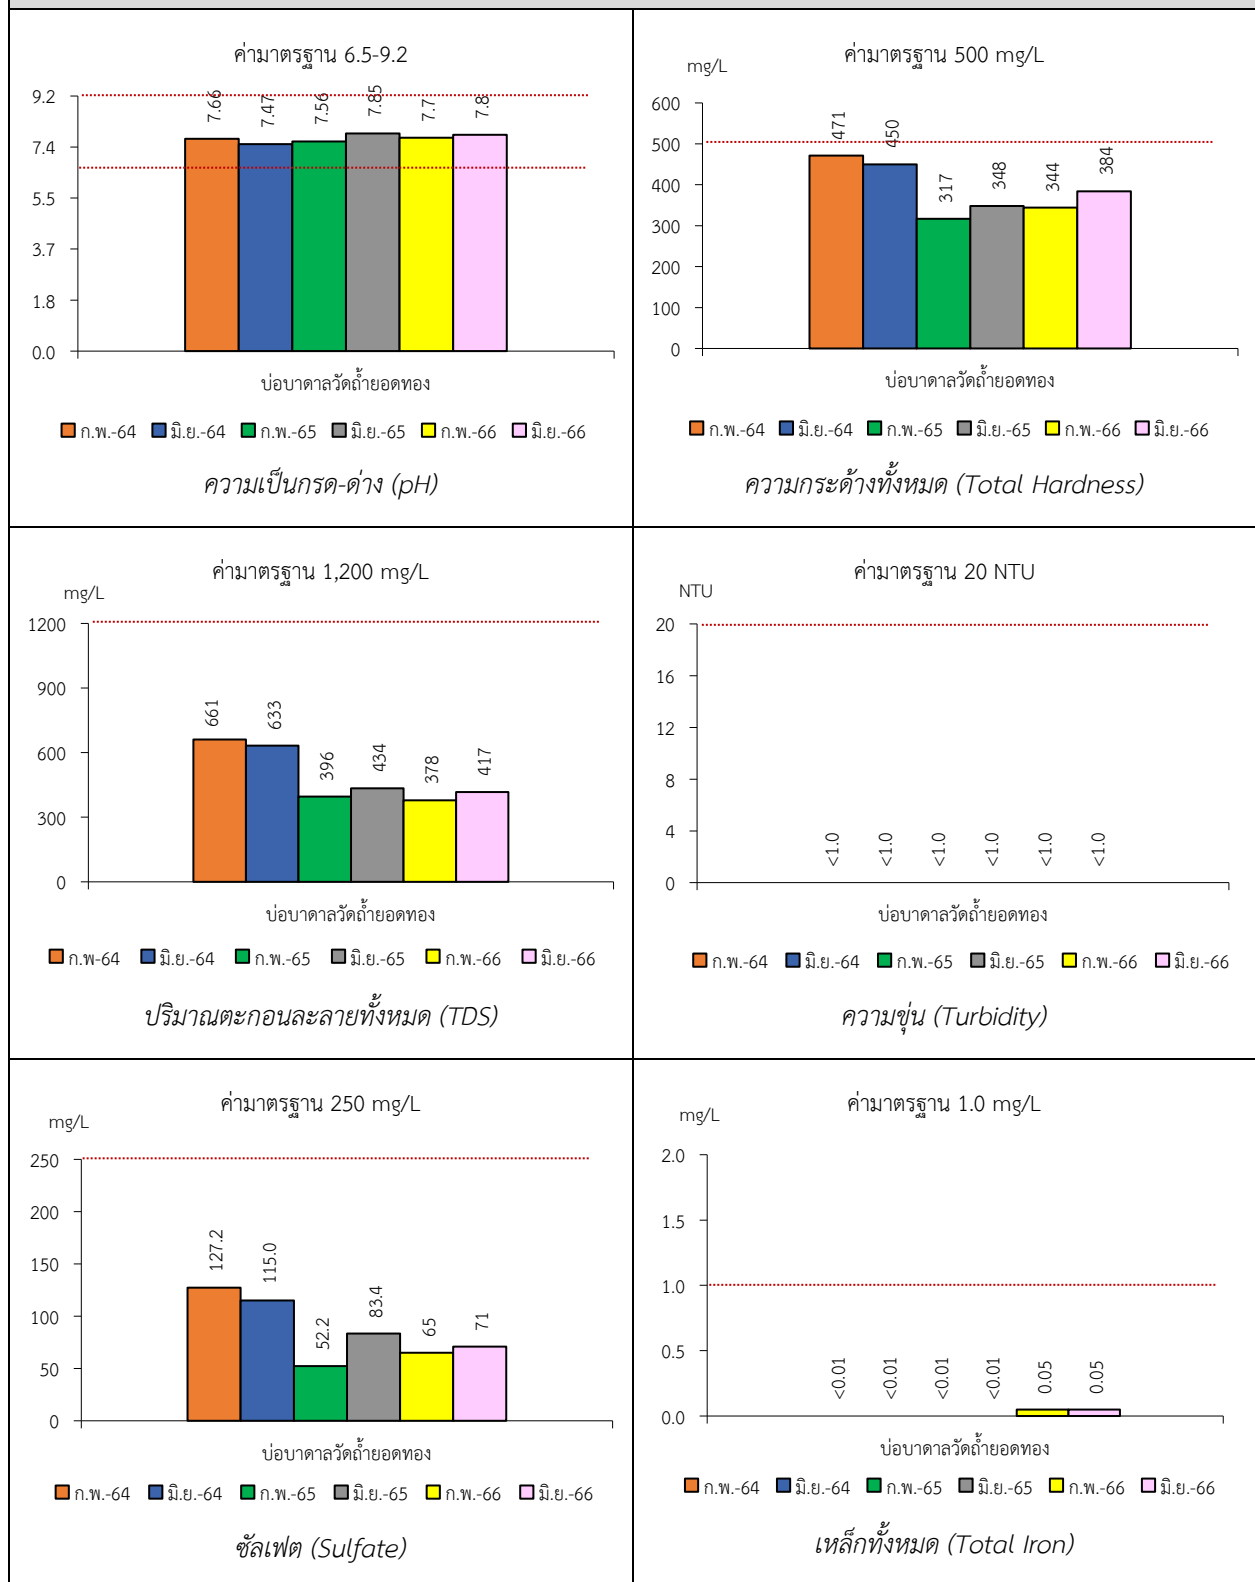 ค่ามาตรฐาน 6.5-9.2
9.2
7.4
5.5
3.7
1.8
0.0
7.66
7.47
7.56
7.85
7.7
7.8
บ่อบาดาลวัดถ้ำยอดทอง
ก.พ.-64 มิ.ย.-64 ก.พ.-65 มิ.ย.-65 ก.พ.-66 มิ.ย.-66
ความเป็นกรด-ด่าง (pH)
ค่ามาตรฐาน 500 mg/L
mg/L
600
500
400
300
200
100
0
471
450
317
348
344
384
บ่อบาดาลวัดถ้ำยอดทอง
ก.พ.-64 มิ.ย.-64 ก.พ.-65 มิ.ย.-65 ก.พ.-66 มิ.ย.-66
ความกระด้างทั้งหมด (Total Hardness)
ค่ามาตรฐาน 1,200 mg/L
mg/L
1200
900
600
300
0
661
633
396
434
378
417
บ่อบาดาลวัดถ้ำยอดทอง
ก.พ-64 มิ.ย.-64 ก.พ.-65 มิ.ย.-65 ก.พ.-66 มิ.ย.-66
ปริมาณตะกอนละลายทั้งหมด (TDS)
ค่ามาตรฐาน 20 NTU
NTU
20
16
12
8
4
0
<1.0
<1.0
<1.0
<1.0
<1.0
<1.0
บ่อบาดาลวัดถ้ำยอดทอง
ก.พ.-64 มิ.ย.-64 ก.พ.-65 มิ.ย.-65 ก.พ.-66 มิ.ย.-66
ความขุ่น (Turbidity)
ค่ามาตรฐาน 250 mg/L
mg/L
250
200
150
100
50
0
127.2
115.0
52.2
83.4
65
71
บ่อบาดาลวัดถ้ำยอดทอง
ก.พ.-64 มิ.ย.-64 ก.พ.-65 มิ.ย.-65 ก.พ.-66 มิ.ย.-66
ซัลเฟต (Sulfate)
ค่ามาตรฐาน 1.0 mg/L
mg/L
2.0
1.5
1.0
0.5
0.0
<0.01
<0.01
<0.01
<0.01
0.05
0.05
บ่อบาดาลวัดถ้ำยอดทอง
ก.พ.-64 มิ.ย.-64 ก.พ.-65 มิ.ย.-65 ก.พ.-66 มิ.ย.-66
เหล็กทั้งหมด (Total Iron)